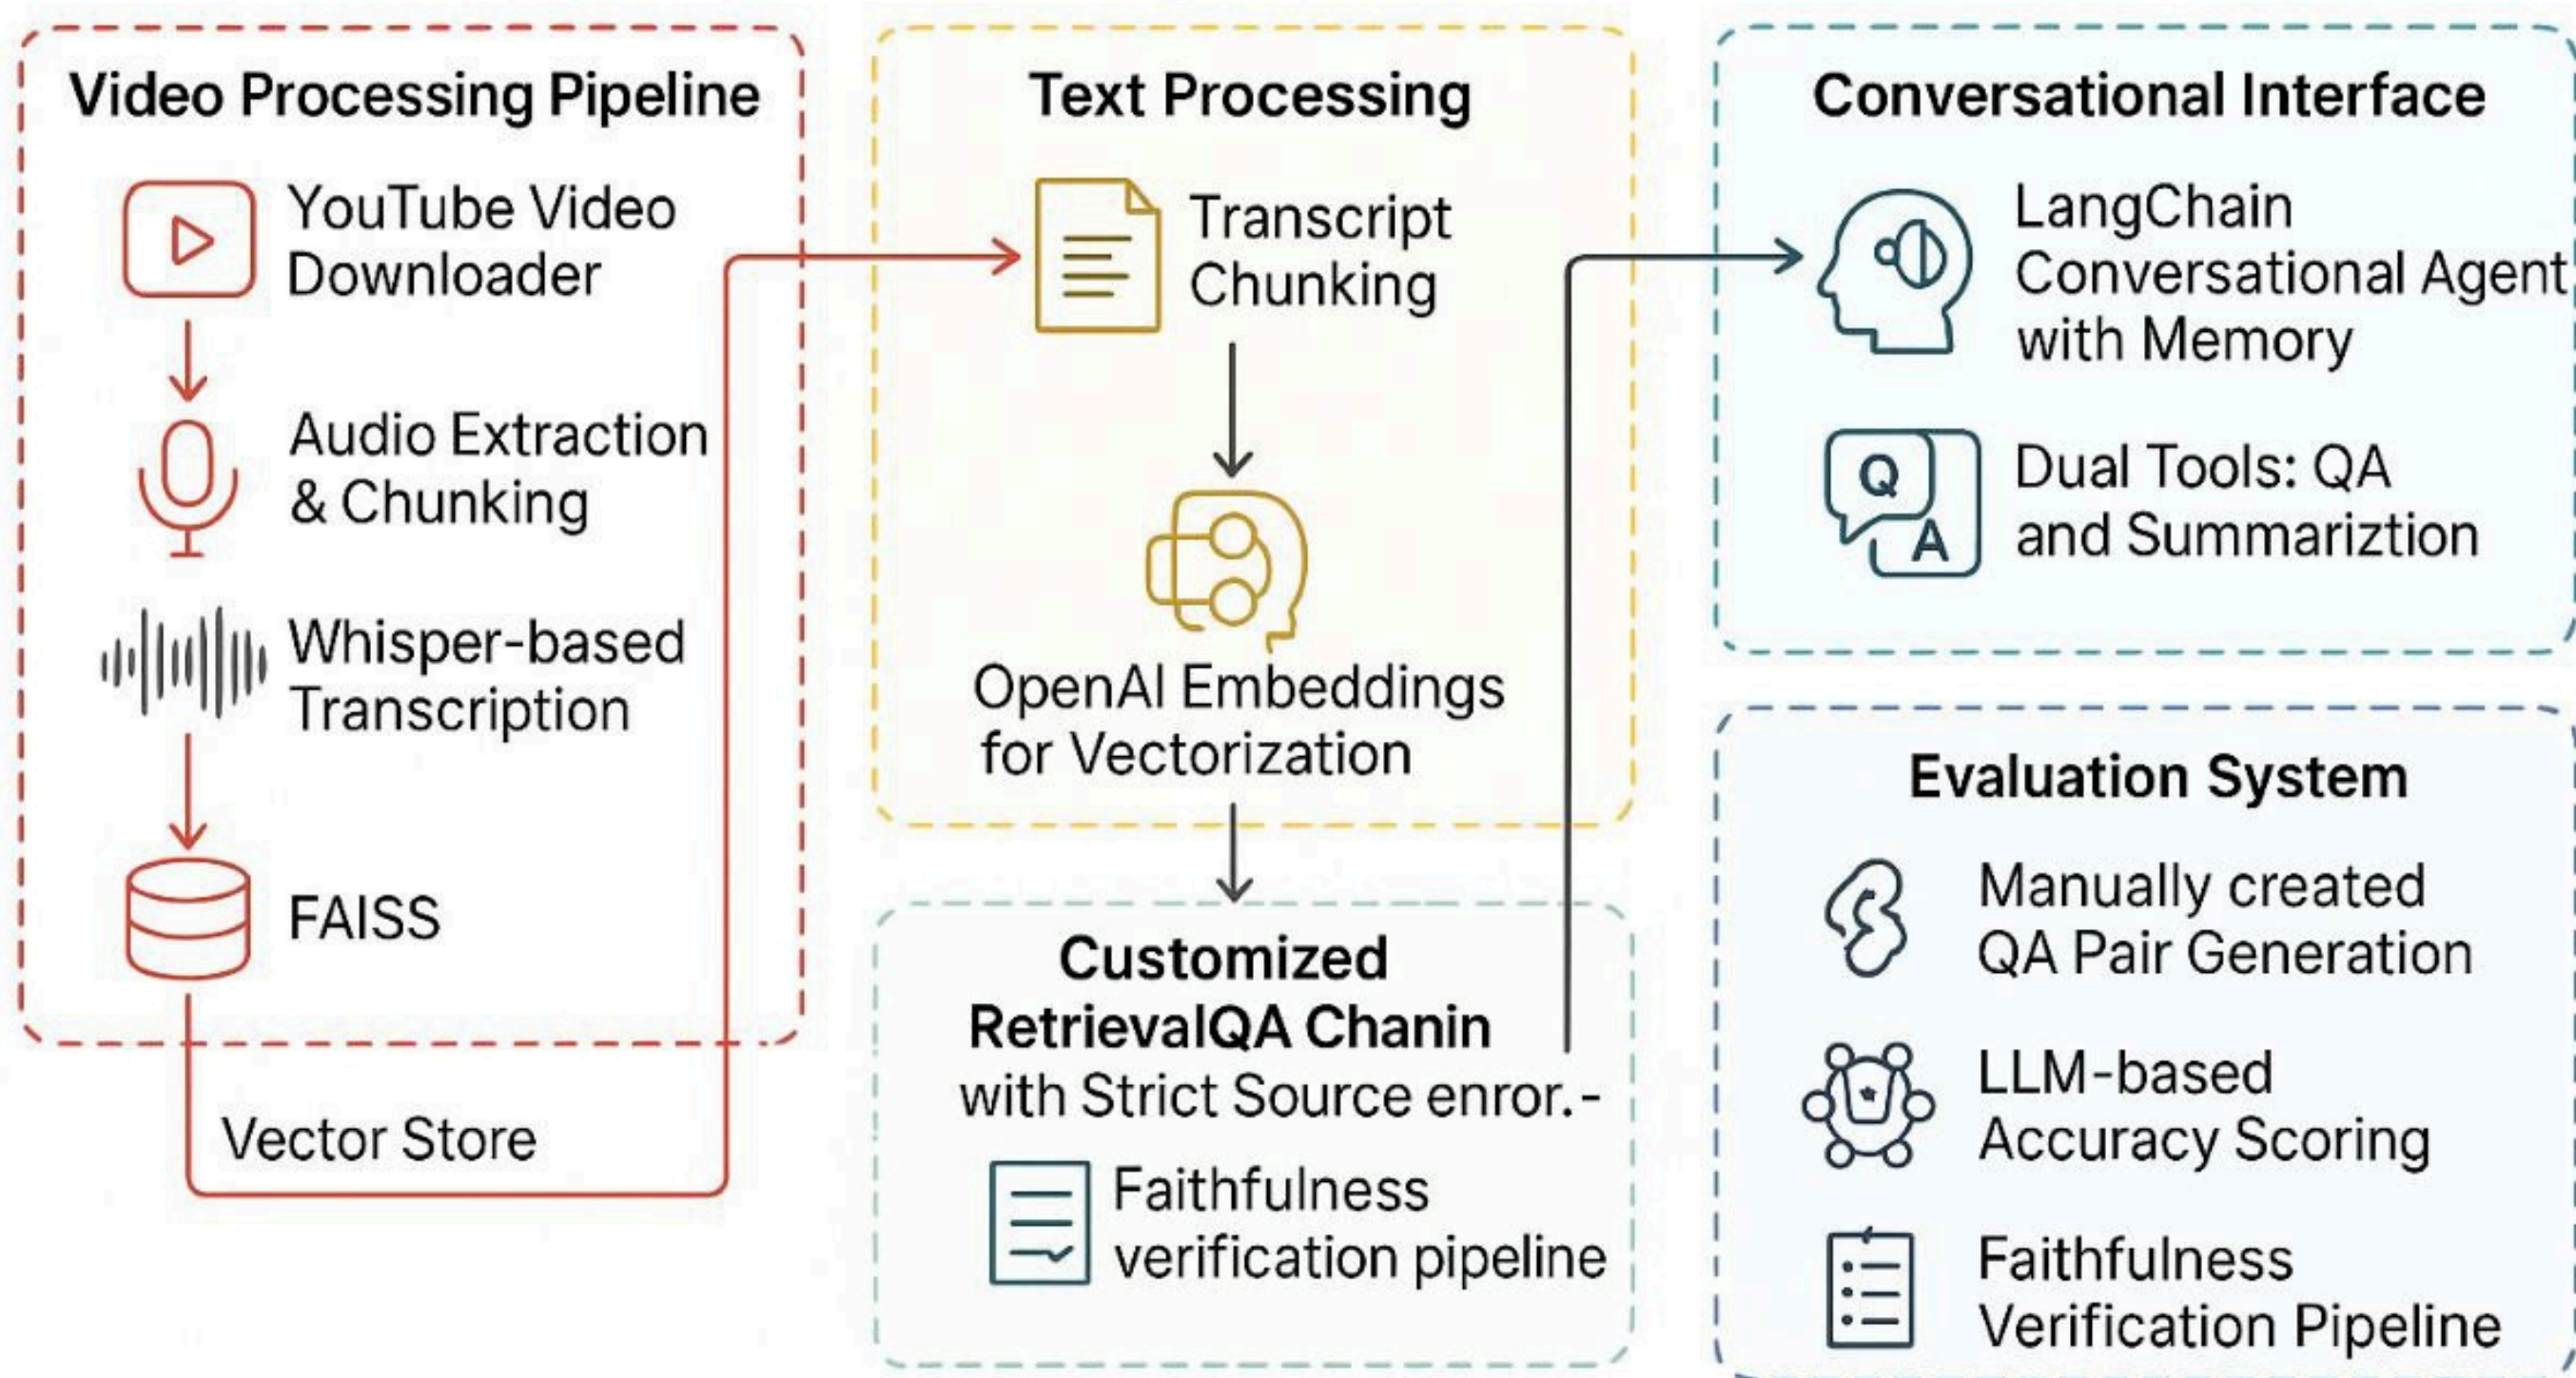 Video Processing Pipeline
YouTube Video
Downloader
Audio Extraction
& Chunking
Whisper-based
Transcription
FAISS
Vector Store
Text Processing
Transcript
Chunking
OpenAI Embeddings
for Vectorization
Customized
RetrievalQA Chanin
with Strict Source enror.-
Faithfulness
verification pipeline
Conversational Interface
LangChain
Conversational Agent
with Memory
Q
A
Dual Tools: QA
and Summariztion
Evaluation System
Manually created
QA Pair Generation
LLM-based
Accuracy Scoring
Faithfulness
Verification Pipeline